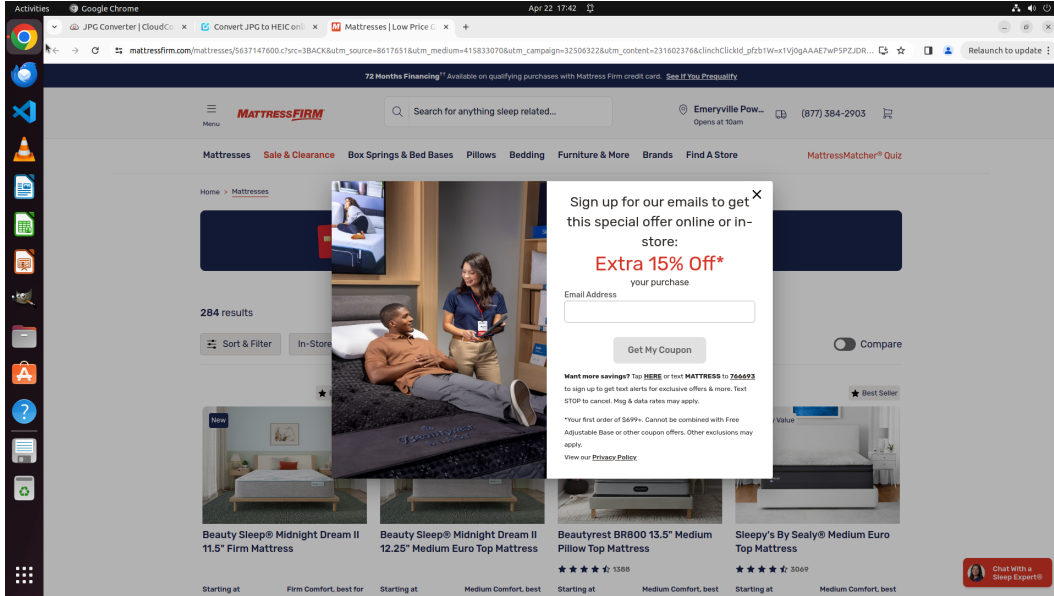 Activities
Google Chrome
Apr 22 17:42
JPG Converter | CloudCo
Convert JPG to HEIC onli
Mattresses | Low Price G
mattressfirm.com/mattresses/5637147600.c?src=3BACK&utm_source=8617651&utm_medium=415833070&utm_campaign=32506322&utm_content=231602376&clinchClickId_pfzb1W=x1Vj0gAAAE7wPSPZJDR...
Relaunch to update
72 Months Financing†† Available on qualifying purchases with Mattress Firm credit card. See If You Prequalify
Menu
MATTRESSFIRM
Search for anything sleep related...
Emeryville Pow...
Opens at 10am
(877) 384-2903
Mattresses
Sale & Clearance
Box Springs & Bed Bases
Pillows
Bedding
Furniture & More
Brands
Find A Store
MattressMatcher® Quiz
Home
Mattresses
Sign up for our emails to get
this special offer online or in-
store:
Extra 15% Off*
your purchase
Email Address
Get My Coupon
Want more savings? Tap HERE or text MATTRESS to 766693
to sign up to get text alerts for exclusive offers & more. Text
STOP to cancel. Msg & data rates may apply.
*Your first order of $699+. Cannot be combined with Free
Adjustable Base or other coupon offers. Other exclusions may
apply.
View our Privacy Policy
284 results
Sort & Filter
In-Store
Compare
Best Seller
New
Value
Beauty Sleep® Midnight Dream II
11.5" Firm Mattress
Beauty Sleep® Midnight Dream II
12.25" Medium Euro Top Mattress
Beautyrest BR800 13.5" Medium
Pillow Top Mattress
1388
Sleepy's By Sealy® Medium Euro
Top Mattress
3069
Starting at
Firm Comfort, best for
Starting at
Medium Comfort, best
Starting at
Medium Comfort, best
Starting at
Medium Comfort, best
Chat With a
Sleep Expert®